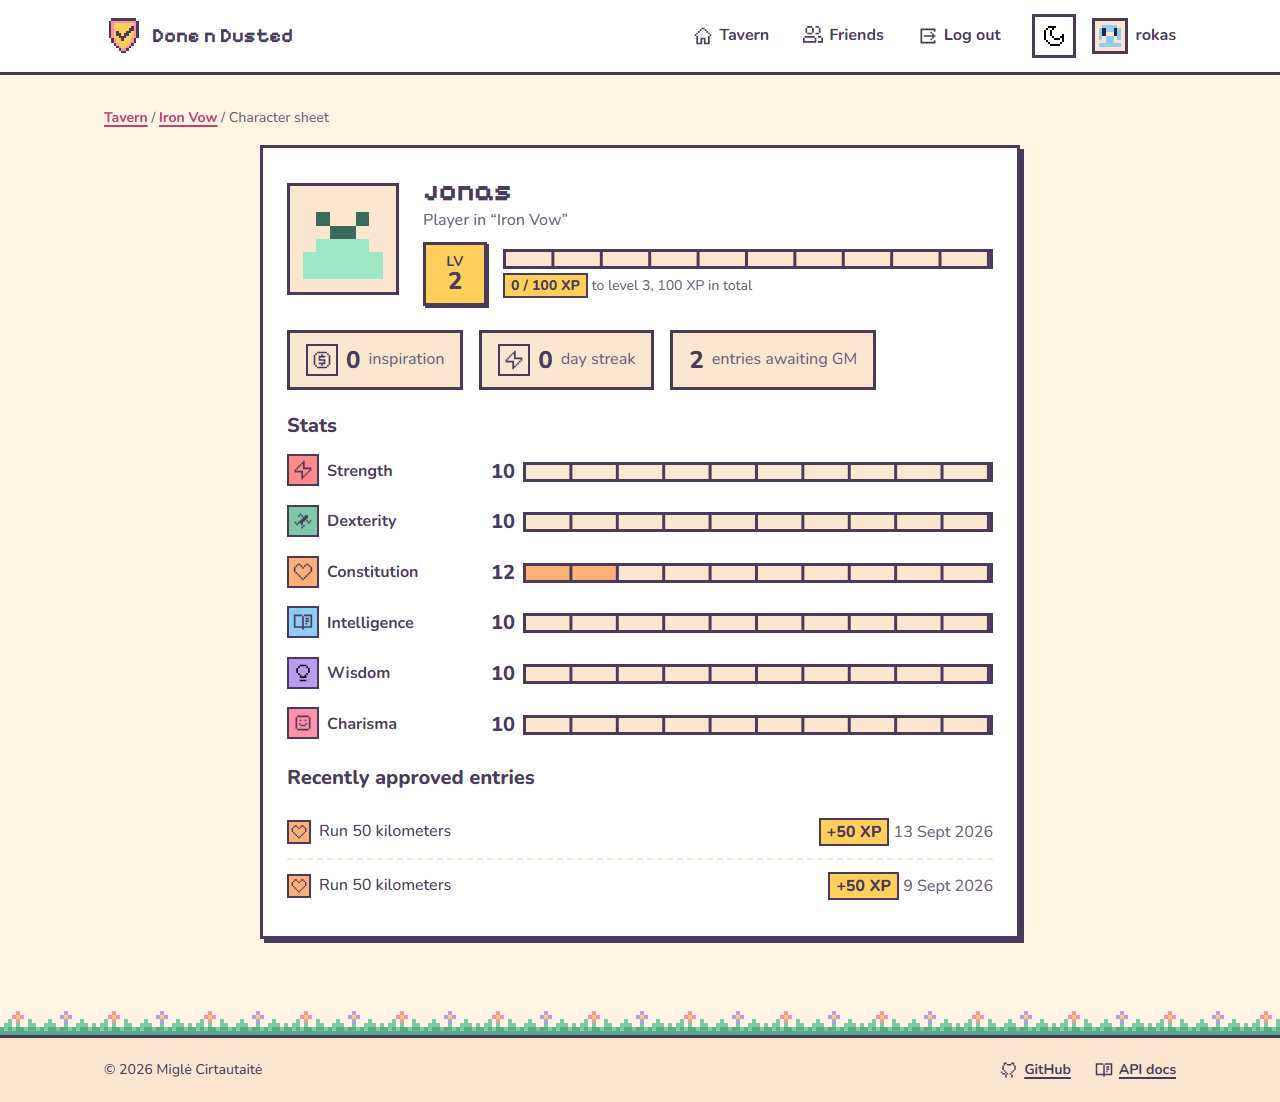 Done n Dusted
Tavern
Friends
Log out
rokas
Tavern / Iron Vow / Character sheet
Jonas
Player in “Iron Vow”
LV
2
0 / 100 XP to level 3, 100 XP in total
0 inspiration
0 day streak
2 entries awaiting GM
Stats
Strength 10
Dexterity 10
Constitution 12
Intelligence 10
Wisdom 10
Charisma 10
Recently approved entries
Run 50 kilometers +50 XP 13 Sept 2026
Run 50 kilometers +50 XP 9 Sept 2026
© 2026 Miglė Cirtautaitė
GitHub
API docs